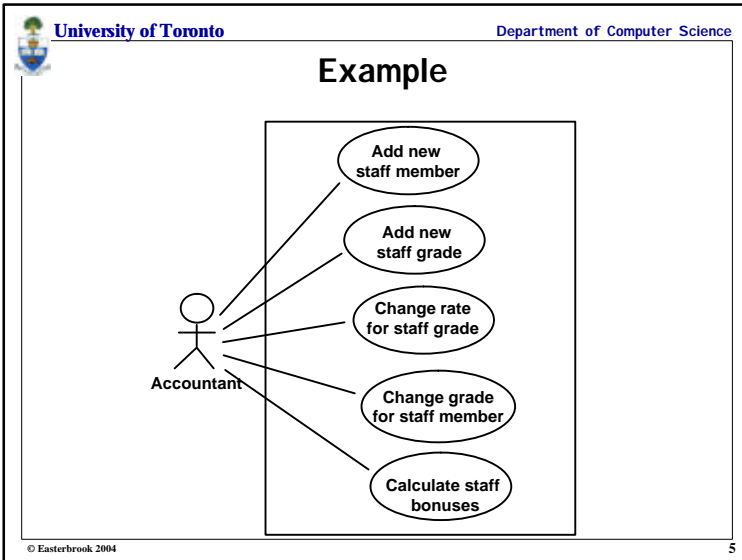 University of Toronto
Department of Computer Science
Example
Add new
staff member
Add new
staff grade
Change rate
for staff grade
Accountant
Change grade
for staff member
Calculate staff
bonuses
© Easterbrook 2004
5